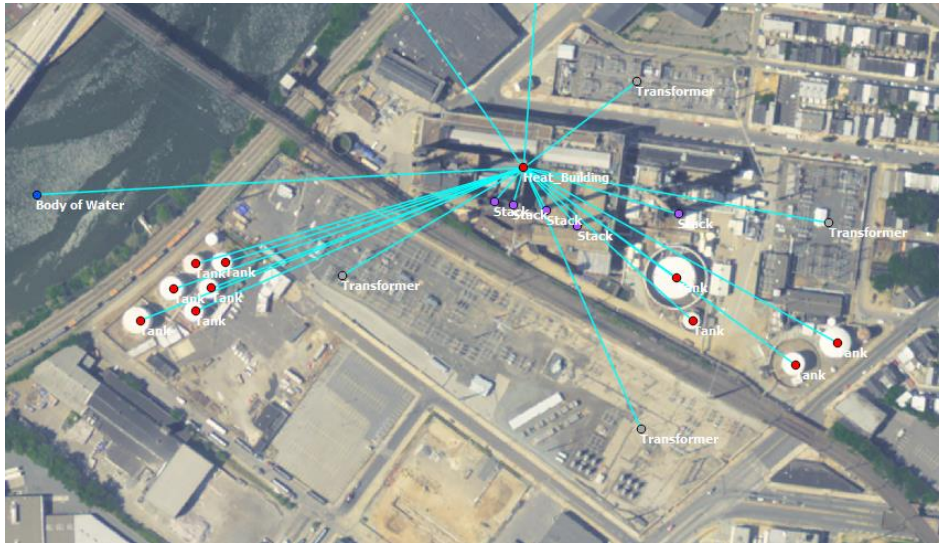 Transformer
Heat_Building
Body of Water
Stack
Stack
Stack
Stack
Stack
Transformer
Tank
Tank
Transformer
Tank
Tank
Tank
Tank
Tank
Tank
Tank
Tank
Transformer